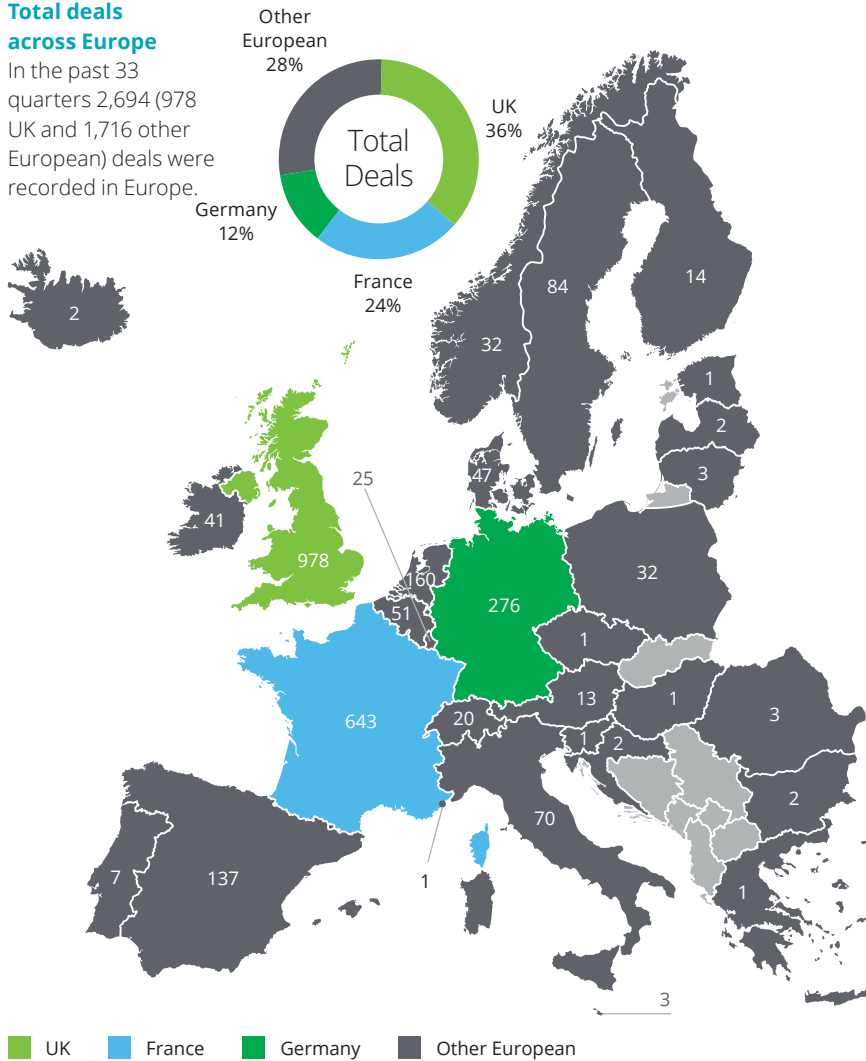 Total deals
across Europe
In the past 33
quarters 2,694 (978
UK and 1,716 other
European) deals were
recorded in Europe.
Other
European
28%
UK
36%
Total
Deals
Germany
12%
France
24%
2
84
14
32
1
2
3
47
25
41
978
160
51
276
32
1
643
20
13
1
3
1
2
2
70
7
137
1
1
3
UK
France
Germany
Other European